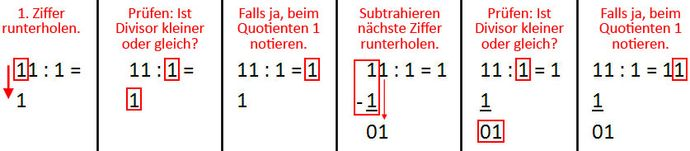 1. Ziffer
runterholen.
11 : 1 =
1
Prüfen: Ist
Divisor kleiner
oder gleich?
11 : 1 =
1
Falls ja, beim
Quotienten 1
notieren.
11 : 1 = 1
1
Subtrahieren
nächste Ziffer
runterholen.
11 : 1 = 1
- 1
01
Prüfen: Ist
Divisor kleiner
oder gleich?
11 : 1 = 1
1
01
Falls ja, beim
Quotienten 1
notieren.
11 : 1 = 11
1
01